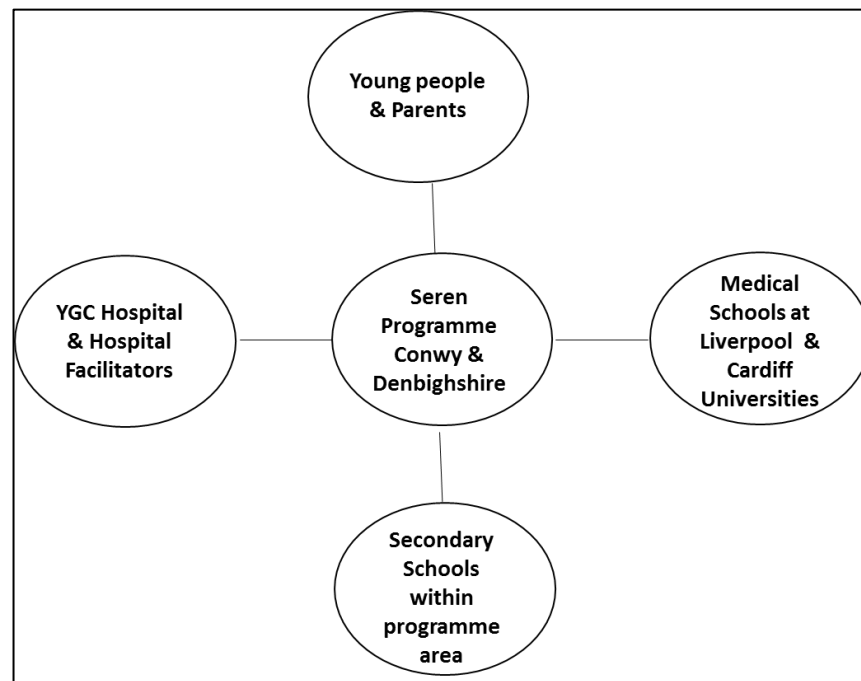 Young people
& Parents
YGC Hospital
& Hospital
Facilitators
Seren
Programme
Conwy &
Denbighshire
Medical
Schools at
Liverpool &
Cardiff
Universities
Secondary
Schools
within
programme
area